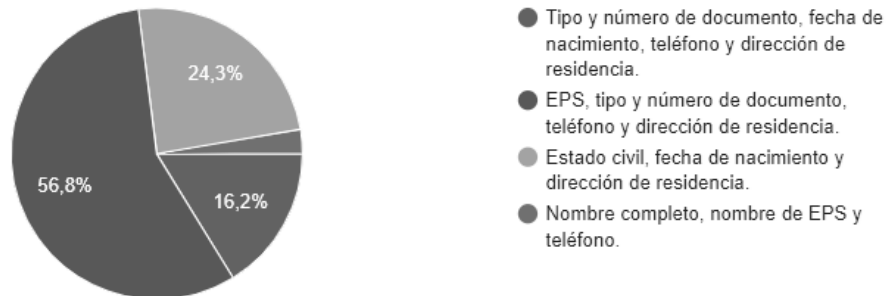 24,3%
56,8%
16,2%
Tipo y número de documento, fecha de
nacimiento, teléfono y dirección de
residencia.
EPS, tipo y número de documento,
teléfono y dirección de residencia.
Estado civil, fecha de nacimiento y
dirección de residencia.
Nombre completo, nombre de EPS y
teléfono.